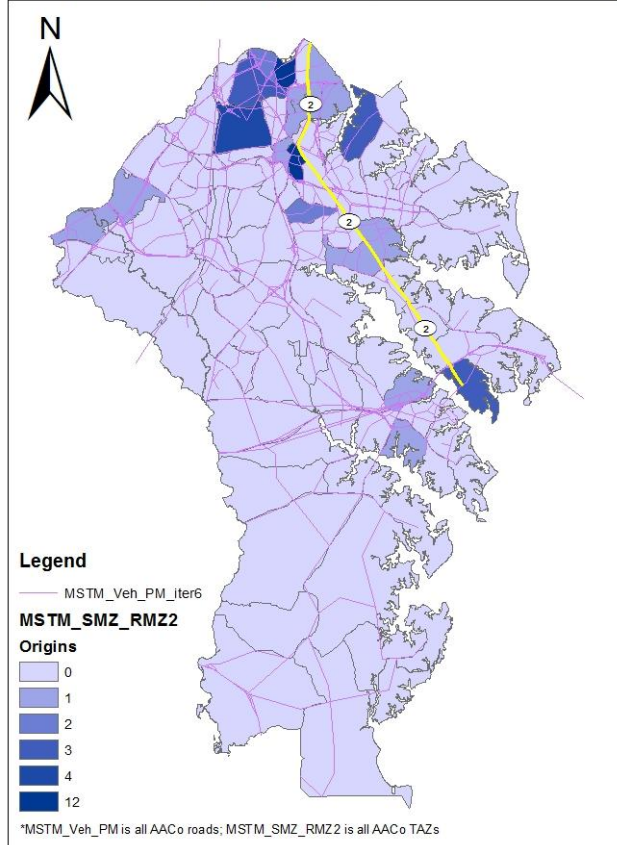 N
2
2
2
Legend
MSTM_Veh_PM_iter6
MSTM_SMZ_RMZ2
Origins
0
1
2
3
4
12
*MSTM_Veh_PM is all AACo roads; MSTM_SMZ_RMZ2 is all AACo TAZs